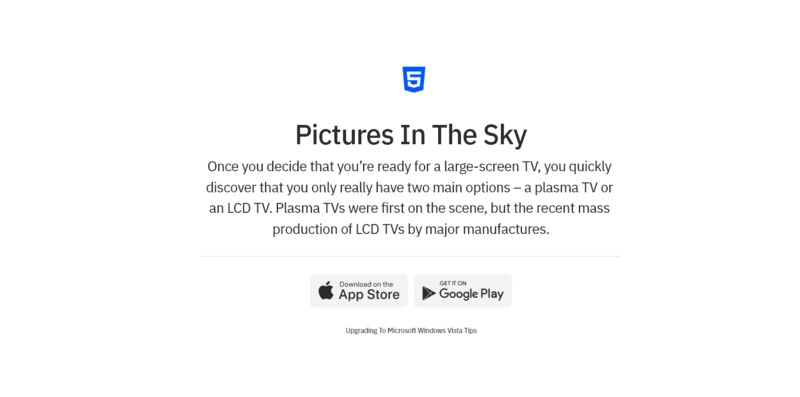 5
Pictures In The Sky
Once you decide that you’re ready for a large-screen TV, you quickly
discover that you only really have two main options – a plasma TV or
an LCD TV. Plasma TVs were first on the scene, but the recent mass
production of LCD TVs by major manufactures.
Download on the
App Store
GET IT ON
Google Play
Upgrading To Microsoft Windows Vista Tips